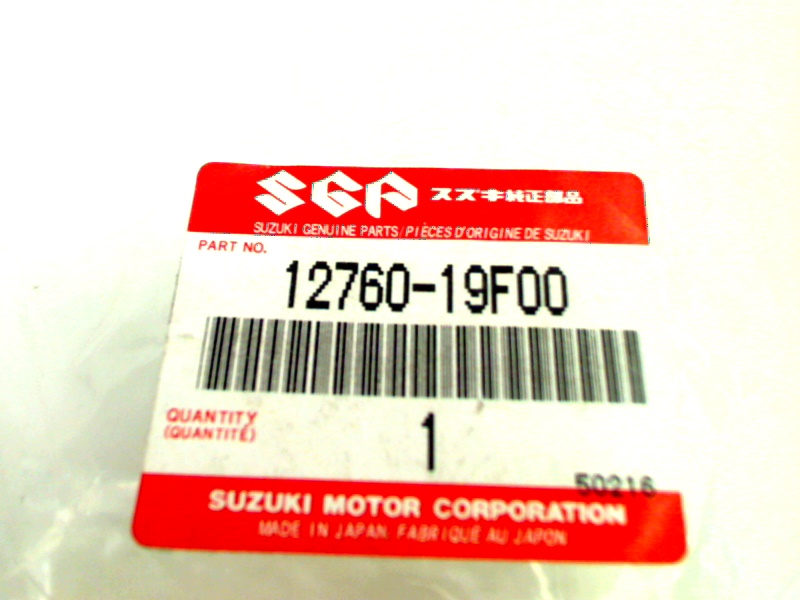 SGP スズキ純正部品
SUZUKI GENUINE PARTS/PIÈCES D'ORIGINE DE SUZUKI
PART NO.
12760-19F00
QUANTITY
(QUANTITÉ)
1
50216
SUZUKI MOTOR CORPORATION
MADE IN JAPAN FABRIQUÉ AU JAPON